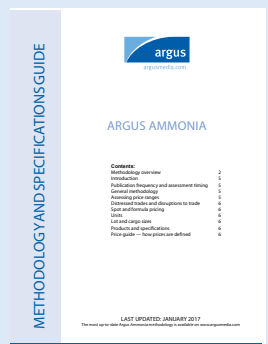 METHODOLOGY AND SPECIFICATIONS GUIDE
argus
argusmedia.com
ARGUS AMMONIA
Contents:
Methodology overview 2
Introduction 5
Publication frequency and assessment timing 5
General methodology 5
Assessing price ranges 5
Distressed trades and disruptions to trade 6
Spot and formula pricing 6
Units 6
Lot and cargo sizes 6
Products and specifications 6
Price guide — how prices are defined 6
LAST UPDATED: JANUARY 2017
The most up-to-date Argus Ammonia methodology is available on www.argusmedia.com